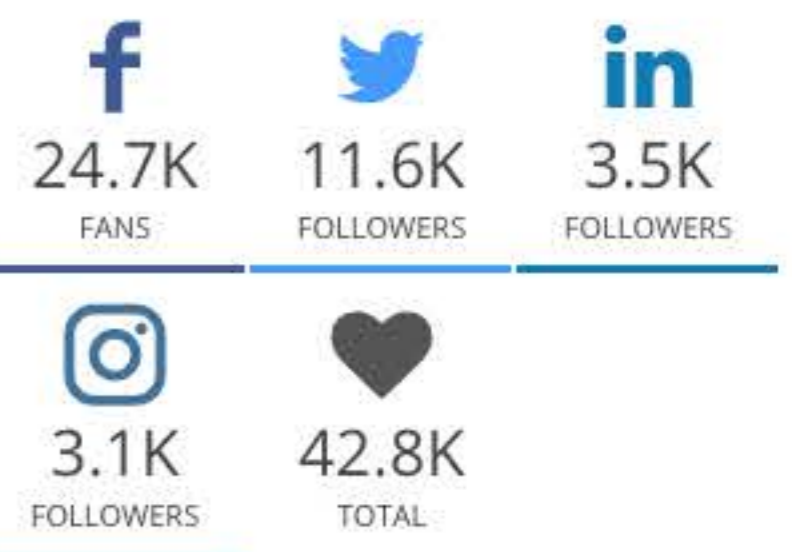 24.7K
FANS
11.6K
FOLLOWERS
in
3.5K
FOLLOWERS
3.1K
FOLLOWERS
42.8K
TOTAL